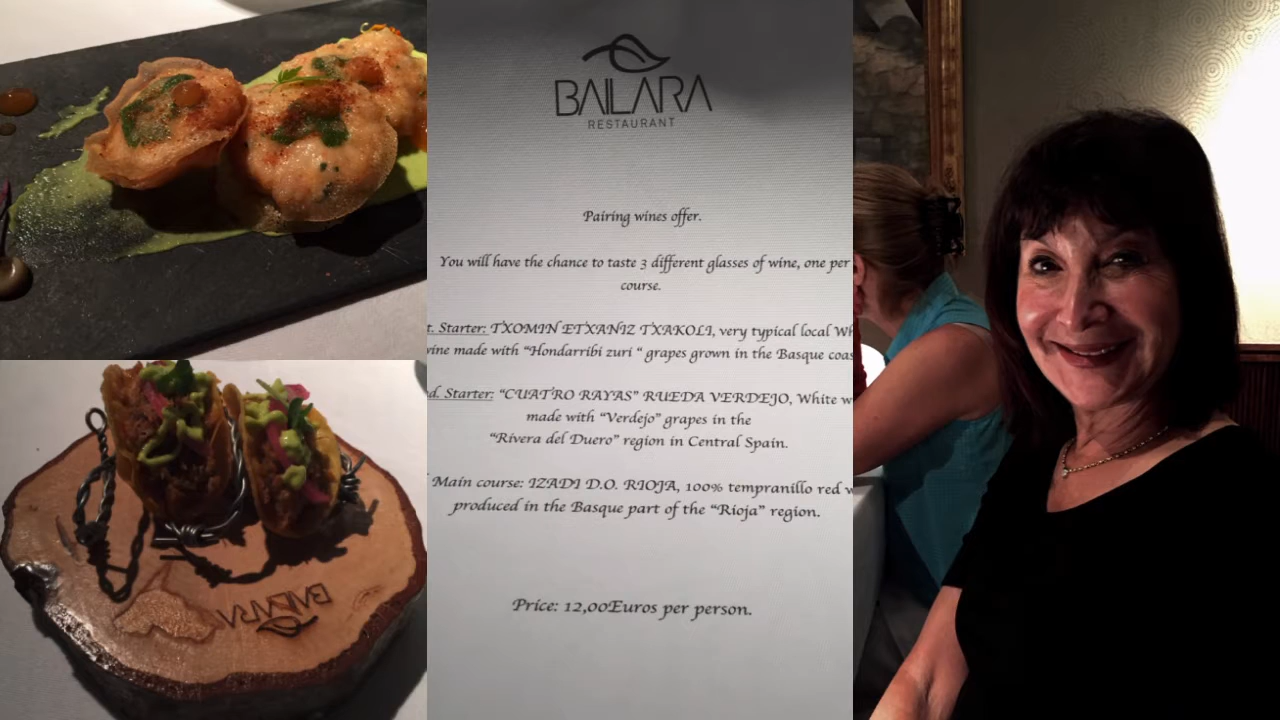 BAILARA
RESTAURANT
Pairing wines offer.
You will have the chance to taste 3 different glasses of wine, one per
course.
t. Starter: TXOMIN ETXANIZ TXAKOLI, very typical local Wh
wine made with "Hondarribi zuri " grapes grown in the Basque coas
d. Starter: "CUATRO RAYAS" RUEDA VERDEJO, White w
made with "Verdejo" grapes in the
"Rivera del Duero" region in Central Spain.
Main course: IZADI D.O. RIOJA, 100% tempranillo red w
produced in the Basque part of the "Rioja" region.
Price: 12,00Euros per person.
BAILARA